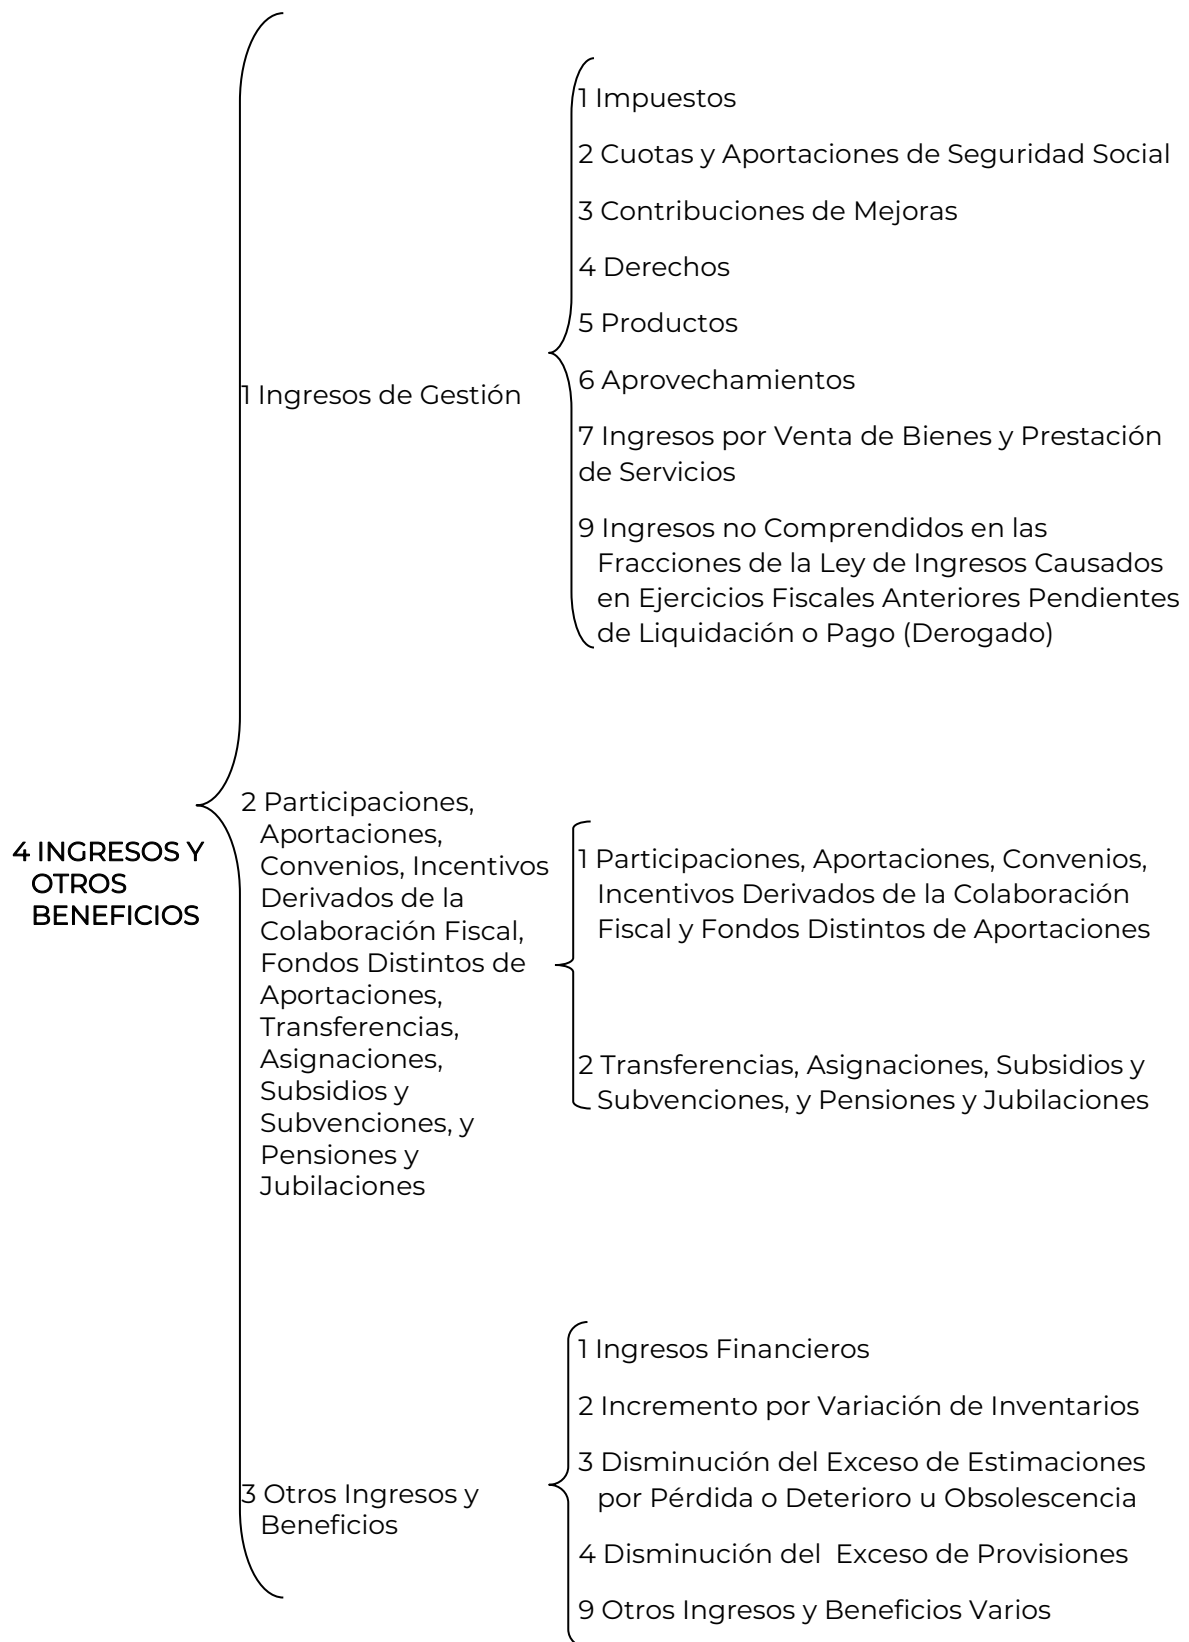 4 INGRESOS Y
OTROS
BENEFICIOS
1 Ingresos de Gestión
1 Impuestos
2 Cuotas y Aportaciones de Seguridad Social
3 Contribuciones de Mejoras
4 Derechos
5 Productos
6 Aprovechamientos
7 Ingresos por Venta de Bienes y Prestación
de Servicios
9 Ingresos no Comprendidos en las
Fracciones de la Ley de Ingresos Causados
en Ejercicios Fiscales Anteriores Pendientes
de Liquidación o Pago (Derogado)
2 Participaciones,
Aportaciones,
Convenios, Incentivos
Derivados de la
Colaboración Fiscal,
Fondos Distintos de
Aportaciones,
Transferencias,
Asignaciones,
Subsidios y
Subvenciones, y
Pensiones y
Jubilaciones
1 Participaciones, Aportaciones, Convenios,
Incentivos Derivados de la Colaboración
Fiscal y Fondos Distintos de Aportaciones
2 Transferencias, Asignaciones, Subsidios y
Subvenciones, y Pensiones y Jubilaciones
3 Otros Ingresos y
Beneficios
1 Ingresos Financieros
2 Incremento por Variación de Inventarios
3 Disminución del Exceso de Estimaciones
por Pérdida o Deterioro u Obsolescencia
4 Disminución del Exceso de Provisiones
9 Otros Ingresos y Beneficios Varios